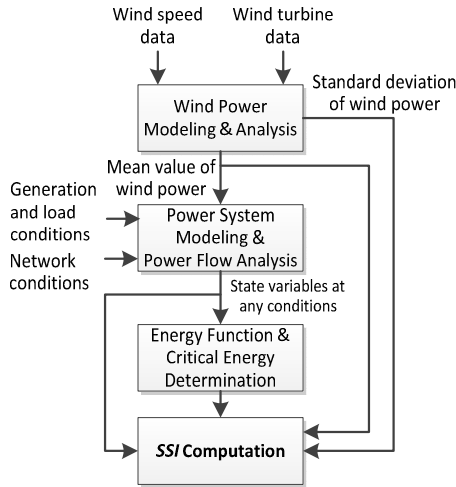 Wind speed
data
Wind turbine
data
Standard deviation
of wind power
Wind Power
Modeling & Analysis
Mean value of
wind power
Generation
and load
conditions
Network
conditions
Power System
Modeling &
Power Flow Analysis
State variables at
any conditions
Energy Function &
Critical Energy
Determination
SSI Computation